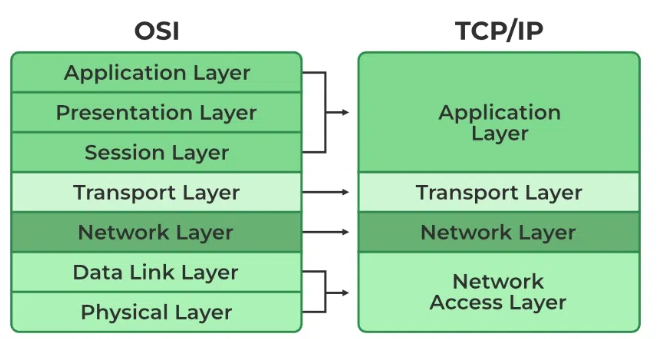 OSI
Application Layer
Presentation Layer
Session Layer
Transport Layer
Network Layer
Data Link Layer
Physical Layer
TCP/IP
Application
Layer
Transport Layer
Network Layer
Network
Access Layer